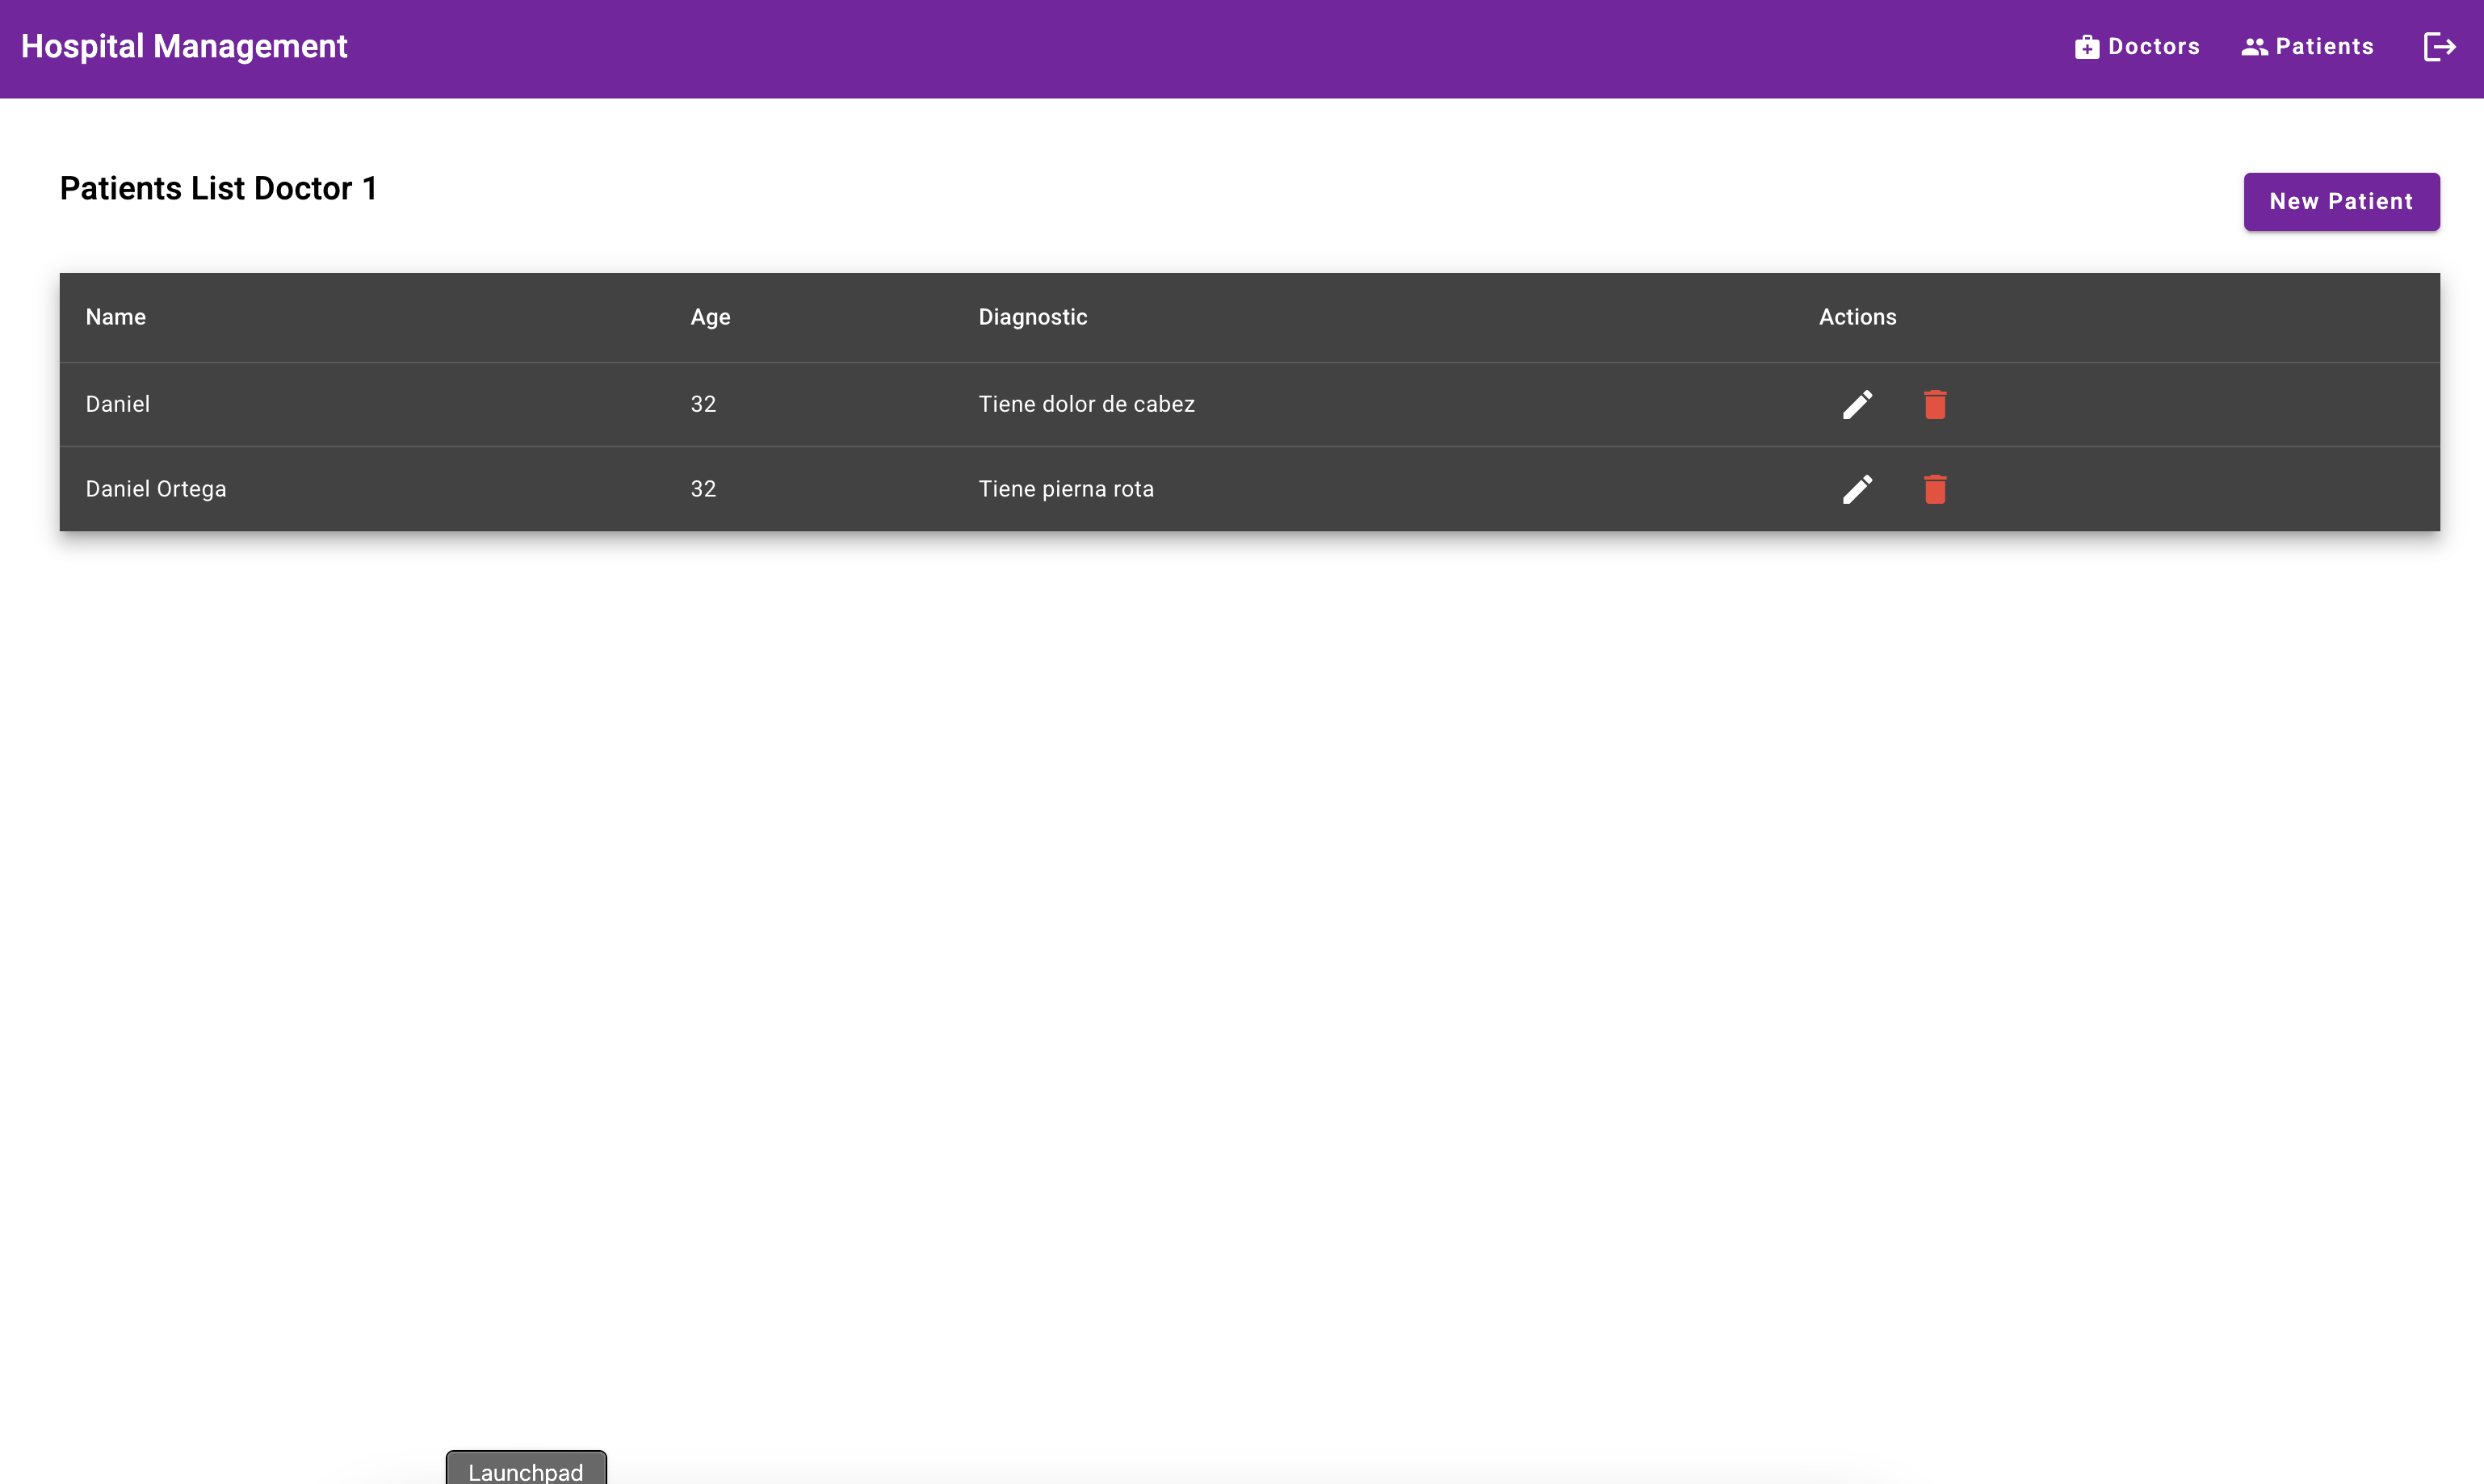 Hospital Management
Doctors Patients
Patients List Doctor 1
New Patient
Name Age Diagnostic Actions
Daniel 32 Tiene dolor de cabez
Daniel Ortega 32 Tiene pierna rota
Launchpad